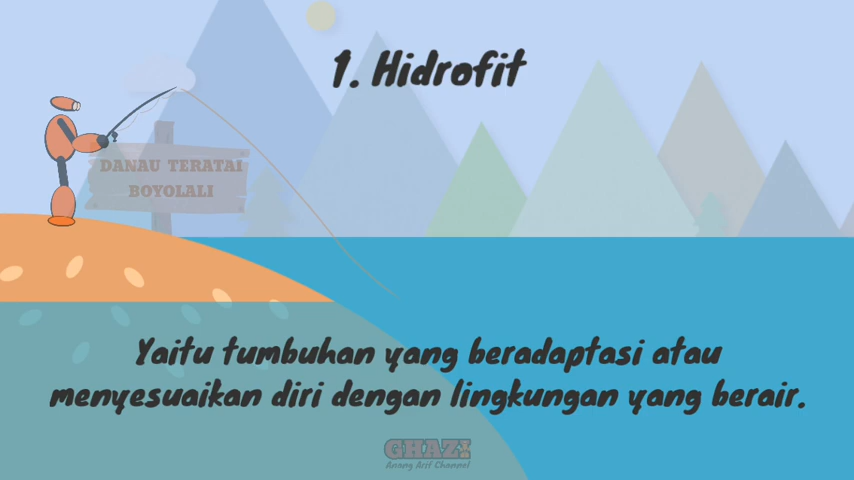 1. Hidrofit
DANAU TERATAI
BOYOLALI
Yaitu tumbuhan yang beradaptasi atau
menyesuaikan diri dengan lingkungan yang berair.
GHAZI
Anang Arif Channel